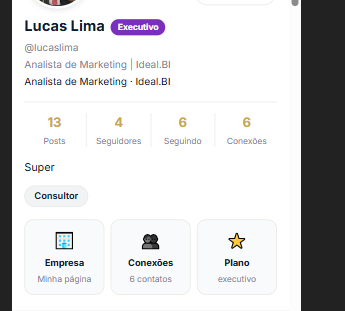 Lucas Lima Executivo
@lucaslima
Analista de Marketing | Ideal.BI
Analista de Marketing · Ideal.BI
13 4 6 6
Posts Seguidores Seguindo Conexões
Super
Consultor
Empresa Conexões Plano
Minha página 6 contatos executivo